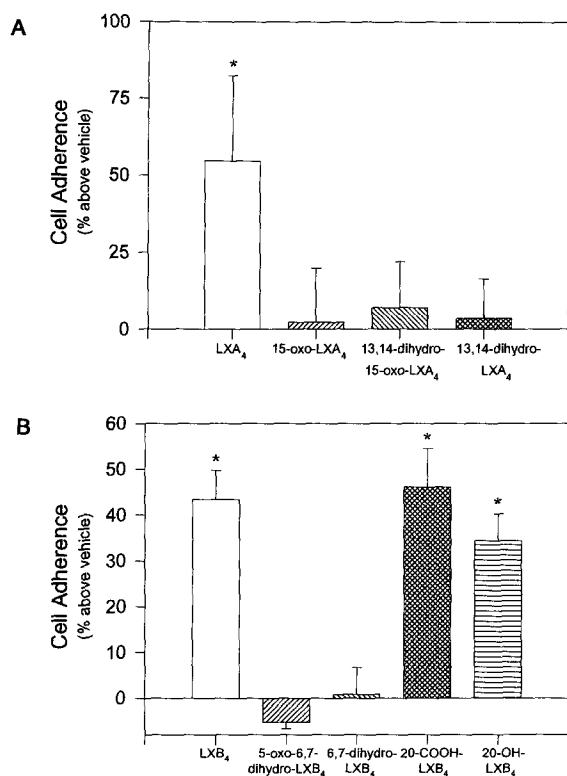 A
100
75
50
25
0
Cell Adherence
(% above vehicle)
*
LXA₄
15-oxo-LXA₄
13,14-dihydro-
15-oxo-LXA₄
13,14-dihydro-
LXA₄
B
60
50
40
30
20
10
0
Cell Adherence
(% above vehicle)
*
*
*
LXB₄
5-oxo-6,7-
dihydro-LXB₄
6,7-dihydro-
LXB₄
20-COOH-
LXB₄
20-OH-
LXB₄